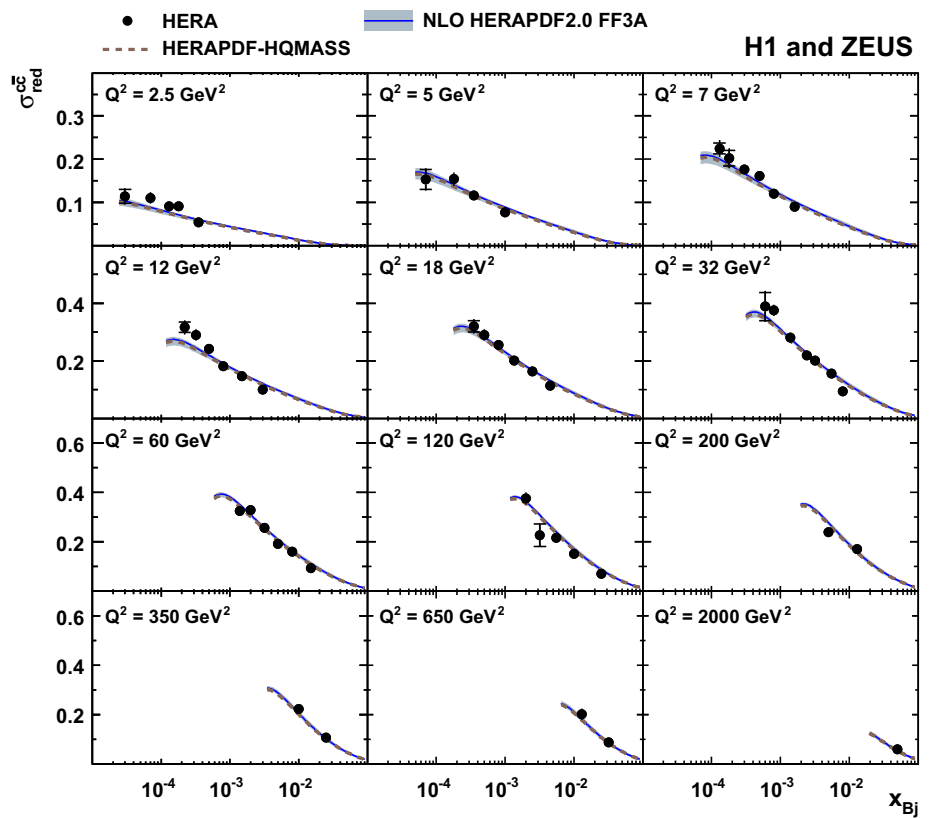 HERA
NLO HERAPDF2.0 FF3A
HERAPDF-HQMASS
H1 and ZEUS
σ_red^cc̄
Q² = 2.5 GeV²
Q² = 5 GeV²
Q² = 7 GeV²
0.3
0.2
0.1
Q² = 12 GeV²
Q² = 18 GeV²
Q² = 32 GeV²
0.4
0.2
Q² = 60 GeV²
Q² = 120 GeV²
Q² = 200 GeV²
0.6
0.4
0.2
Q² = 350 GeV²
Q² = 650 GeV²
Q² = 2000 GeV²
0.6
0.4
0.2
10⁻⁴ 10⁻³ 10⁻² 10⁻⁴ 10⁻³ 10⁻² 10⁻⁴ 10⁻³ 10⁻²
x_Bj